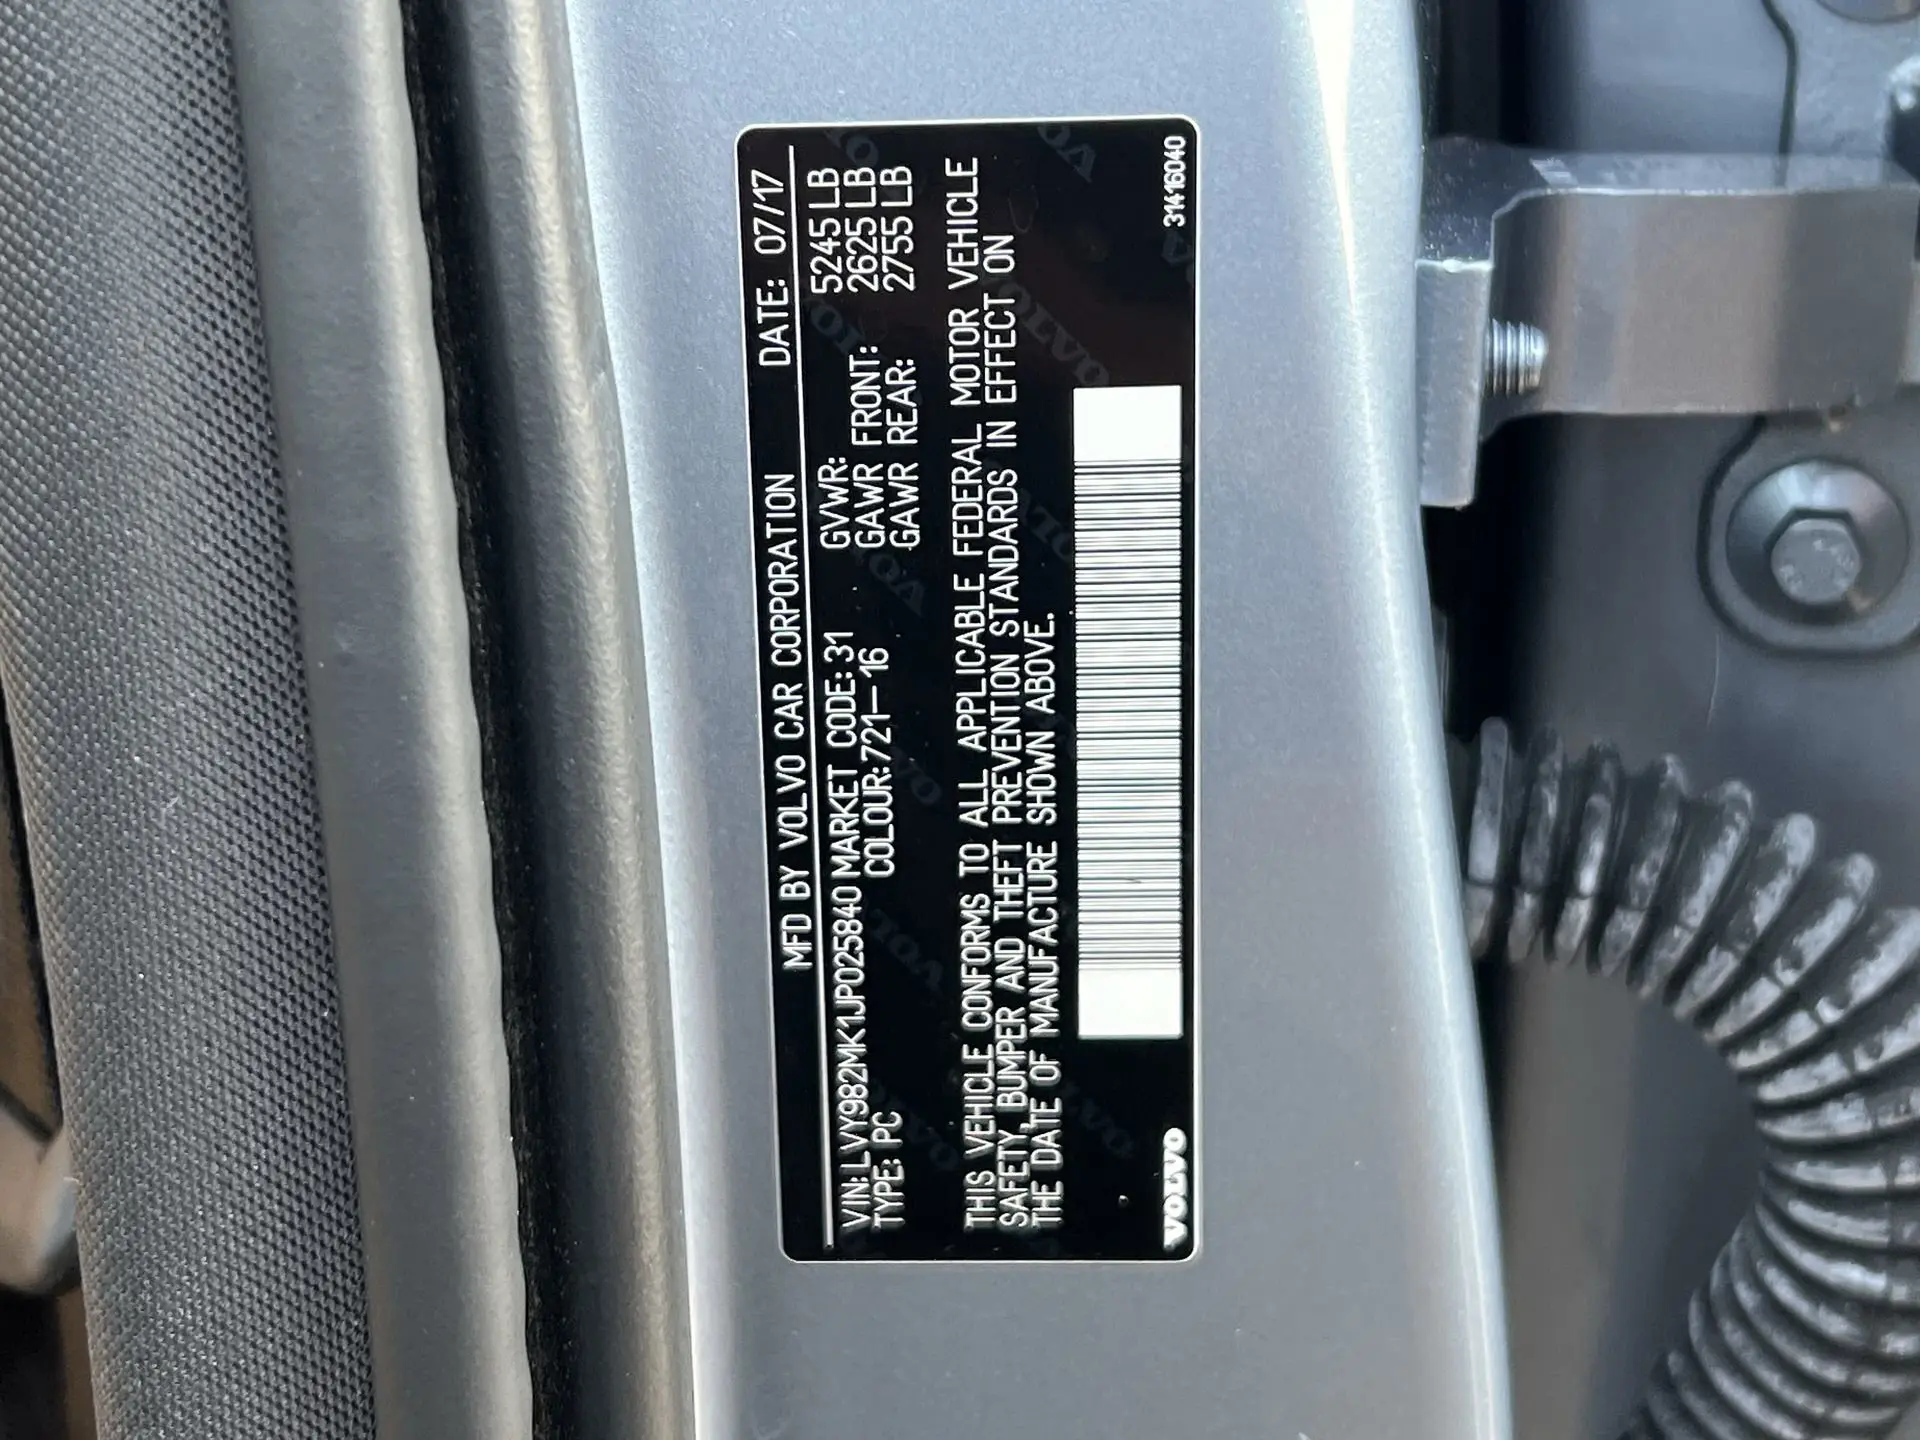 MFD BY VOLVO CAR CORPORATION DATE: 07/17
VIN: LVY982MK1JP025840 MARKET CODE: 31 GVWR: 5245 LB
TYPE: PC COLOUR: 721—16 GAWR FRONT: 2625 LB
GAWR REAR: 2755 LB
THIS VEHICLE CONFORMS TO ALL APPLICABLE FEDERAL MOTOR VEHICLE
SAFETY, BUMPER AND THEFT PREVENTION STANDARDS IN EFFECT ON
THE DATE OF MANUFACTURE SHOWN ABOVE.
VOLVO 31416040